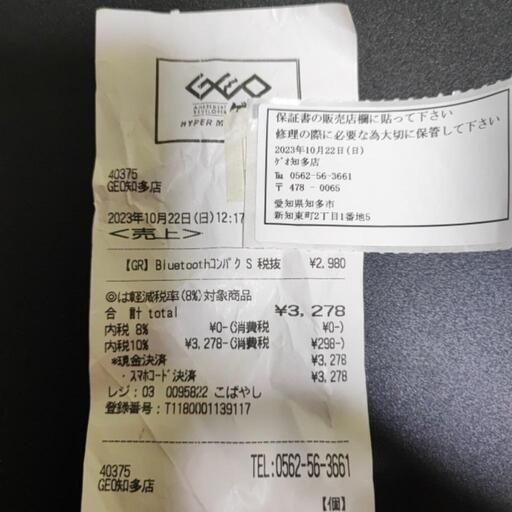 GEO
HYPER M
保証書の販売店欄に貼って下さい
修理の際に必要な為大切に保管して下さい
2023年10月22日(日)
ゲオ知多店
℡ 0562-56-3661
〒 478 - 0065
愛知県知多市
新知東町2丁目1番地5
40375
GEO知多店
2023年10月22日(日)12:17
<売上>
【GR】Bluetoothコンパク S 税抜 ¥2,980
◎は軽減税率(8%)対象商品
合 計 total ¥3,278
内税 8% ¥0-(消費税 ¥0-)
内税10% ¥3,278-(消費税 ¥298-)
*現金決済 ¥3,278
・スマホコード決済 ¥3,278
レジ:03 0095822 こばやし
登録番号:T1180001139117
40375 TEL:0562-56-3661
GEO知多店
【個】